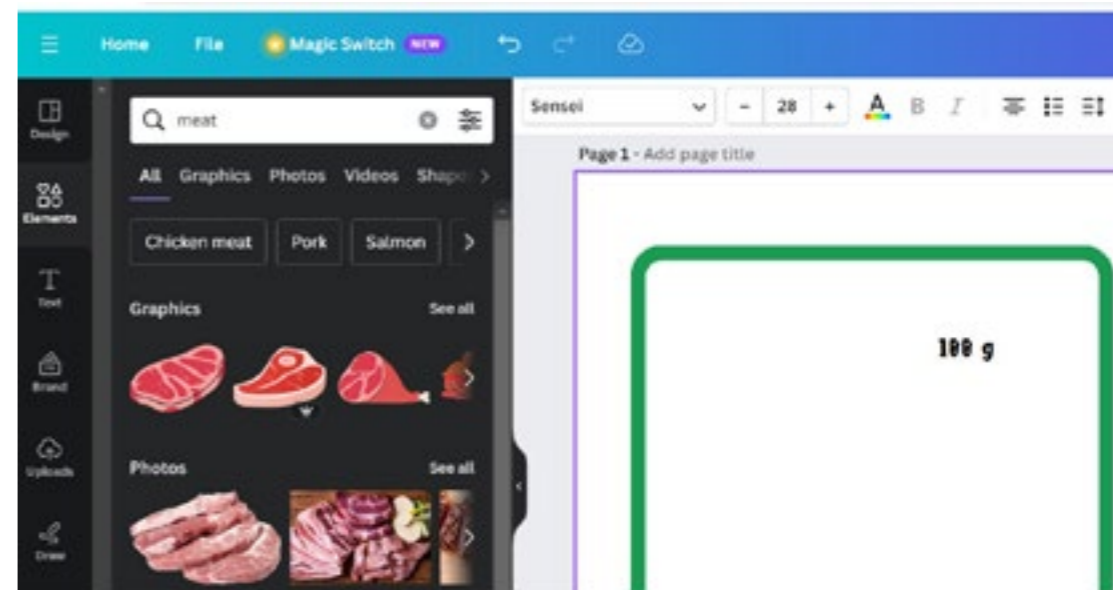 Home File Magic Switch NEW
Design
Elements
Text
Brand
Uploads
Draw
meat
All Graphics Photos Videos Shape
Chicken meat Pork Salmon
Graphics See all
Photos See all
Sensei - 28 + A B I
Page 1 - Add page title
100 g